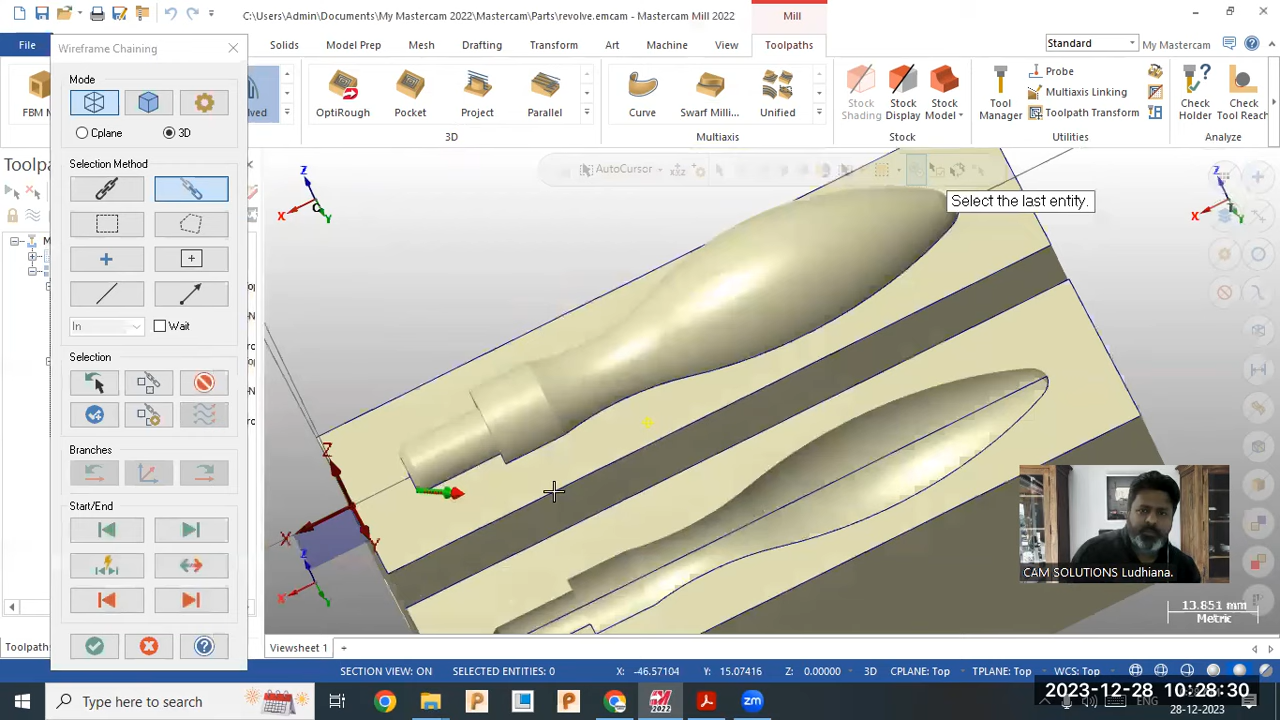 C:\Users\Admin\Documents\My Mastercam 2022\Mastercam\Parts\revolve.emcam - Mastercam Mill 2022
Mill
File
Solids
Model Prep
Mesh
Drafting
Transform
Art
Machine
View
Toolpaths
Standard
My Mastercam
FBM
OptiRough
Pocket
Project
Parallel
3D
Curve
Swarf Milli...
Unified
Multiaxis
Stock Shading
Stock Display
Stock Model
Stock
Tool Manager
Probe
Multiaxis Linking
Toolpath Transform
Utilities
Check Holder
Check Tool Reach
Analyze
Wireframe Chaining
Mode
Cplane
3D
Selection Method
In
Wait
Selection
Branches
Start/End
AutoCursor
Select the last entity.
Z
X
Y
Z
X
Y
Z
X
Y
Z
X
Y
CAM SOLUTIONS Ludhiana.
13.851 mm
Metric
Viewsheet 1
SECTION VIEW: ON
SELECTED ENTITIES: 0
X: -46.57104
Y: 15.07416
Z: 0.00000
3D
CPLANE: Top
TPLANE: Top
WCS: Top
Type here to search
2023-12-28 10:28:30
ENG
28-12-2023